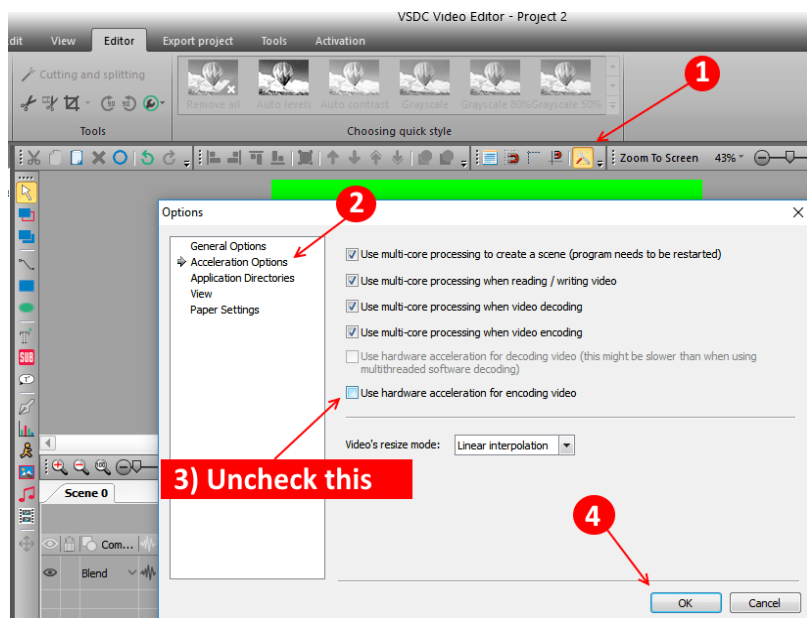 VSDC Video Editor - Project 2
dit View Editor Export project Tools Activation
Cutting and splitting
Remove all Auto levels Auto contrast Grayscale Grayscale 80% Grayscale 50%
Tools Choosing quick style
1
Zoom To Screen 43%
2
Options
General Options
Acceleration Options
Application Directories
View
Paper Settings
Use multi-core processing to create a scene (program needs to be restarted)
Use multi-core processing when reading / writing video
Use multi-core processing when video decoding
Use multi-core processing when video encoding
Use hardware acceleration for decoding video (this might be slower than when using
multithreaded software decoding)
Use hardware acceleration for encoding video
Video's resize mode: Linear interpolation
3) Uncheck this
4
OK Cancel
T
SUB
T
Scene 0
Com...
Blend